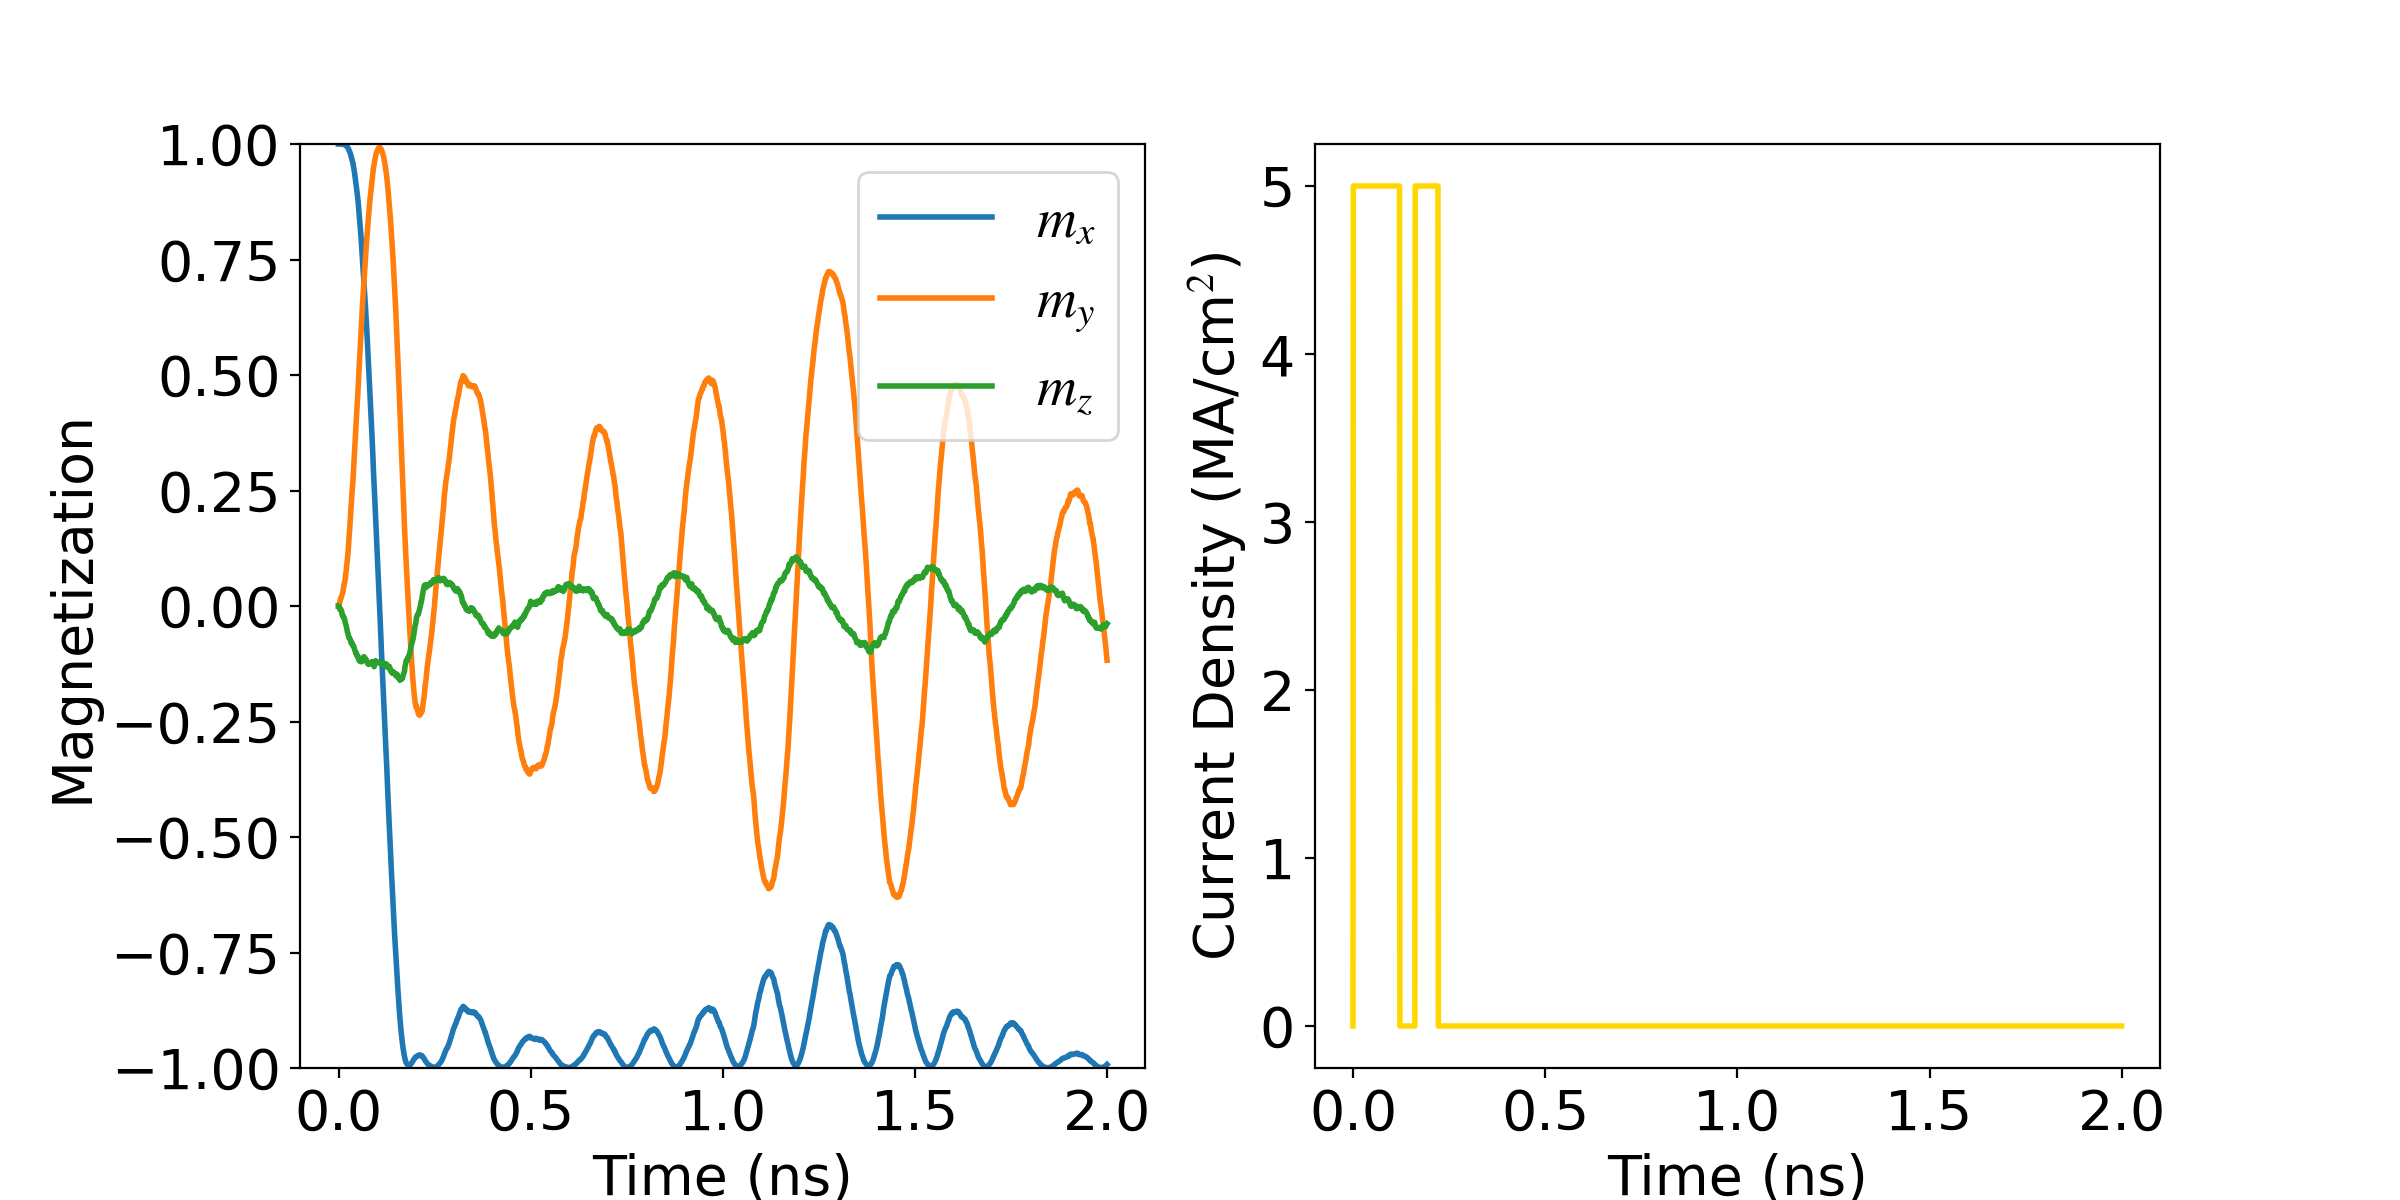 Magnetization
1.00
0.75
0.50
0.25
0.00
−0.25
−0.50
−0.75
−1.00
0.0 0.5 1.0 1.5 2.0
Time (ns)
m_x
m_y
m_z
Current Density (MA/cm²)
5
4
3
2
1
0
0.0 0.5 1.0 1.5 2.0
Time (ns)